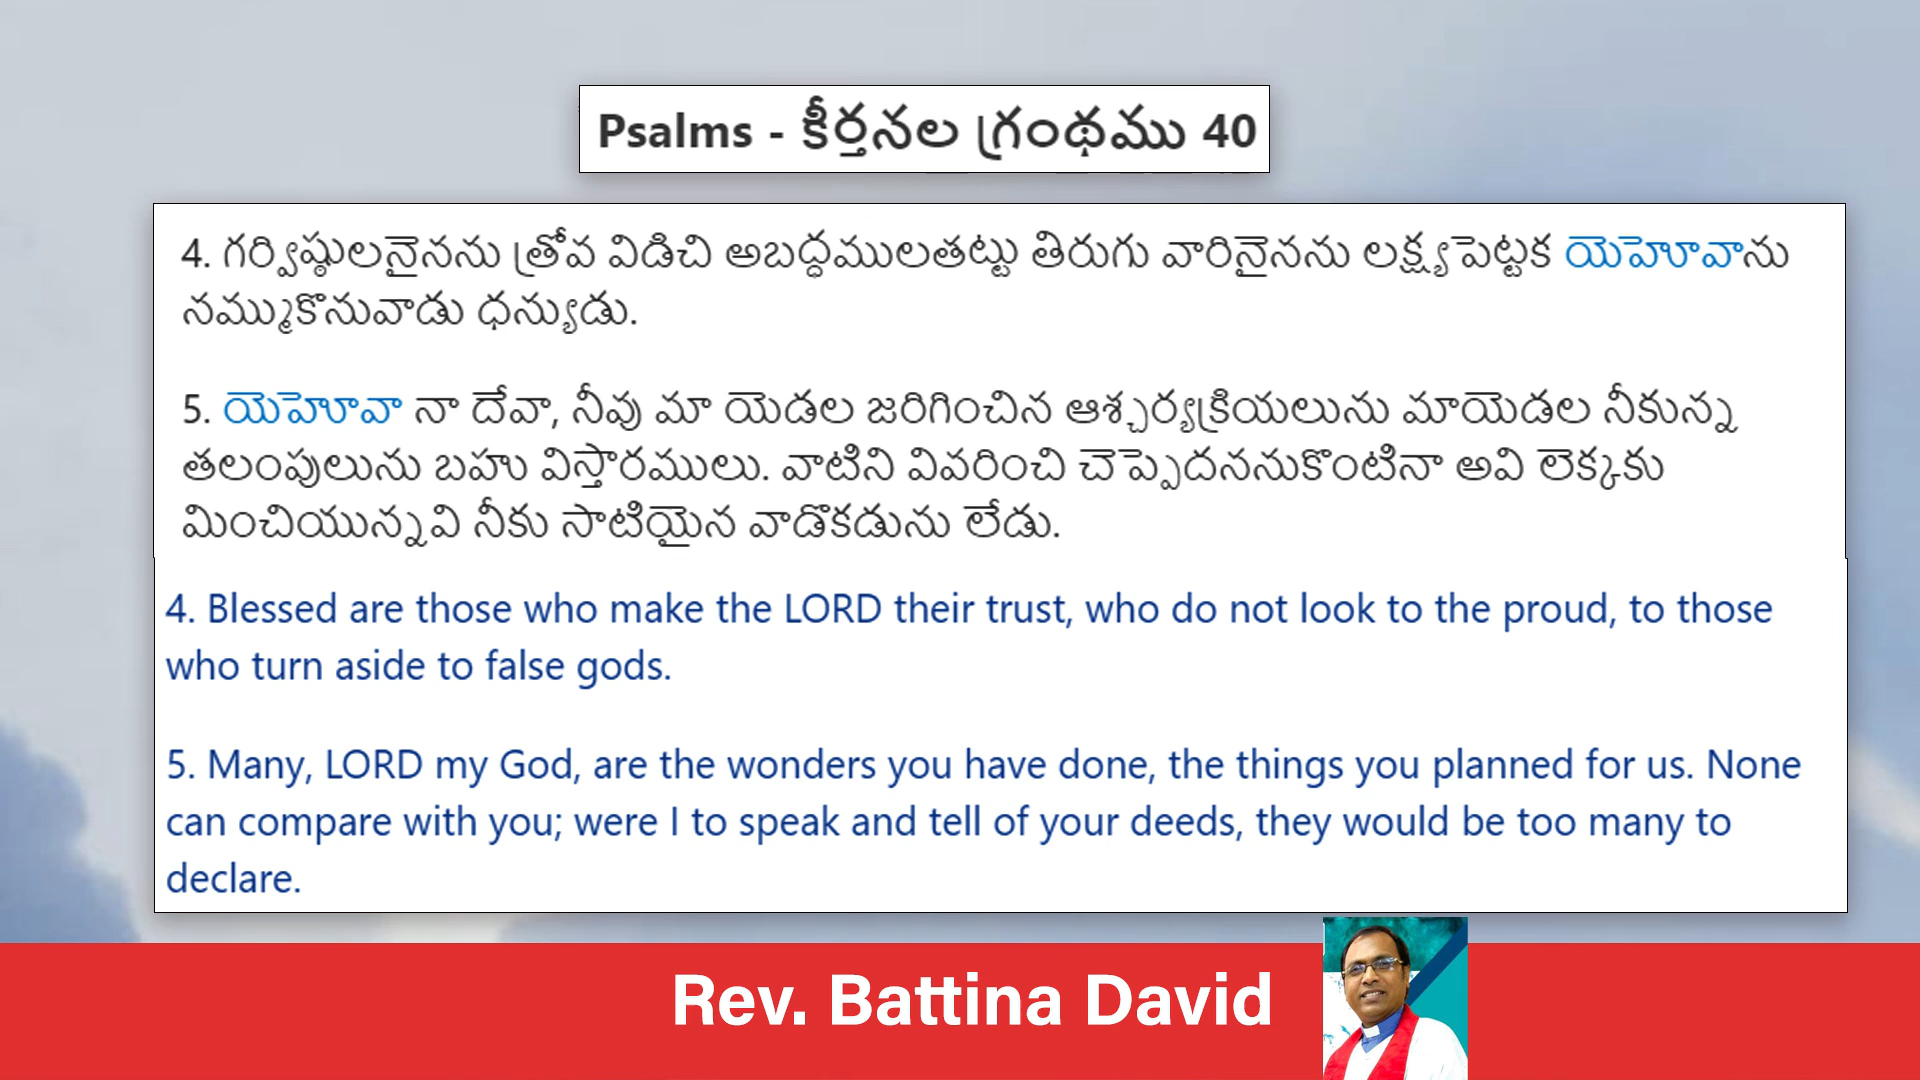 Psalms - కీర్తనల గ్రంథము 40
4. గర్విష్ఠులనైనను త్రోవ విడిచి అబద్ధములతట్టు తిరుగు వారినైనను లక్ష్యపెట్టక యెహోవాను
నమ్ముకొనువాడు ధన్యుడు.
5. యెహోవా నా దేవా, నీవు మా యెడల జరిగించిన ఆశ్చర్యక్రియలును మాయెడల నీకున్న
తలంపులును బహు విస్తారములు. వాటిని వివరించి చెప్పెదననుకొంటినా అవి లెక్కకు
మించియున్నవి నీకు సాటియైన వాడొకడును లేడు.
4. Blessed are those who make the LORD their trust, who do not look to the proud, to those
who turn aside to false gods.
5. Many, LORD my God, are the wonders you have done, the things you planned for us. None
can compare with you; were I to speak and tell of your deeds, they would be too many to
declare.
Rev. Battina David